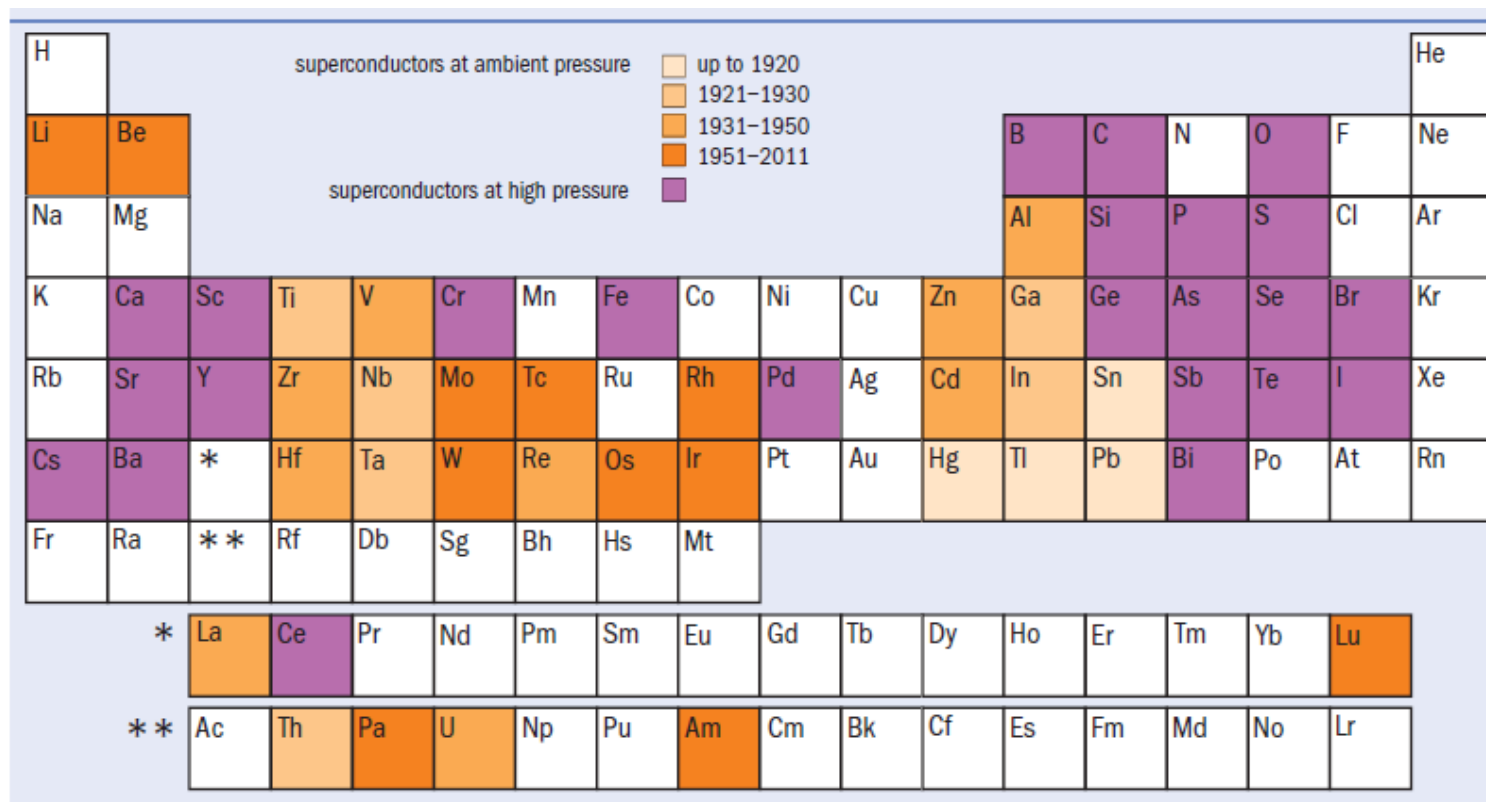 H He
superconductors at ambient pressure up to 1920
1921–1930
1931–1950
1951–2011
superconductors at high pressure
Li Be B C N O F Ne
Na Mg Al Si P S Cl Ar
K Ca Sc Ti V Cr Mn Fe Co Ni Cu Zn Ga Ge As Se Br Kr
Rb Sr Y Zr Nb Mo Tc Ru Rh Pd Ag Cd In Sn Sb Te I Xe
Cs Ba * Hf Ta W Re Os Ir Pt Au Hg Tl Pb Bi Po At Rn
Fr Ra ** Rf Db Sg Bh Hs Mt
* La Ce Pr Nd Pm Sm Eu Gd Tb Dy Ho Er Tm Yb Lu
** Ac Th Pa U Np Pu Am Cm Bk Cf Es Fm Md No Lr